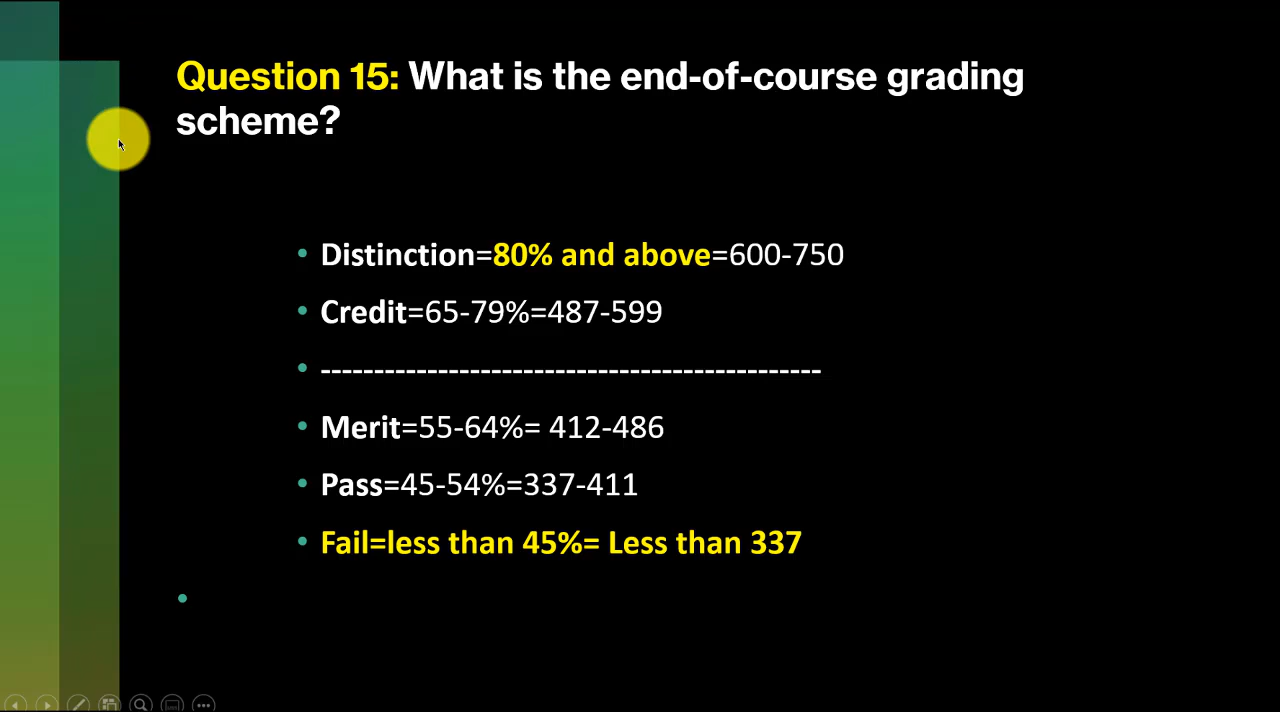 Question 15: What is the end-of-course grading
scheme?
• Distinction=80% and above=600-750
• Credit=65-79%=487-599
• -----------------------------------------------
• Merit=55-64%= 412-486
• Pass=45-54%=337-411
• Fail=less than 45%= Less than 337
•